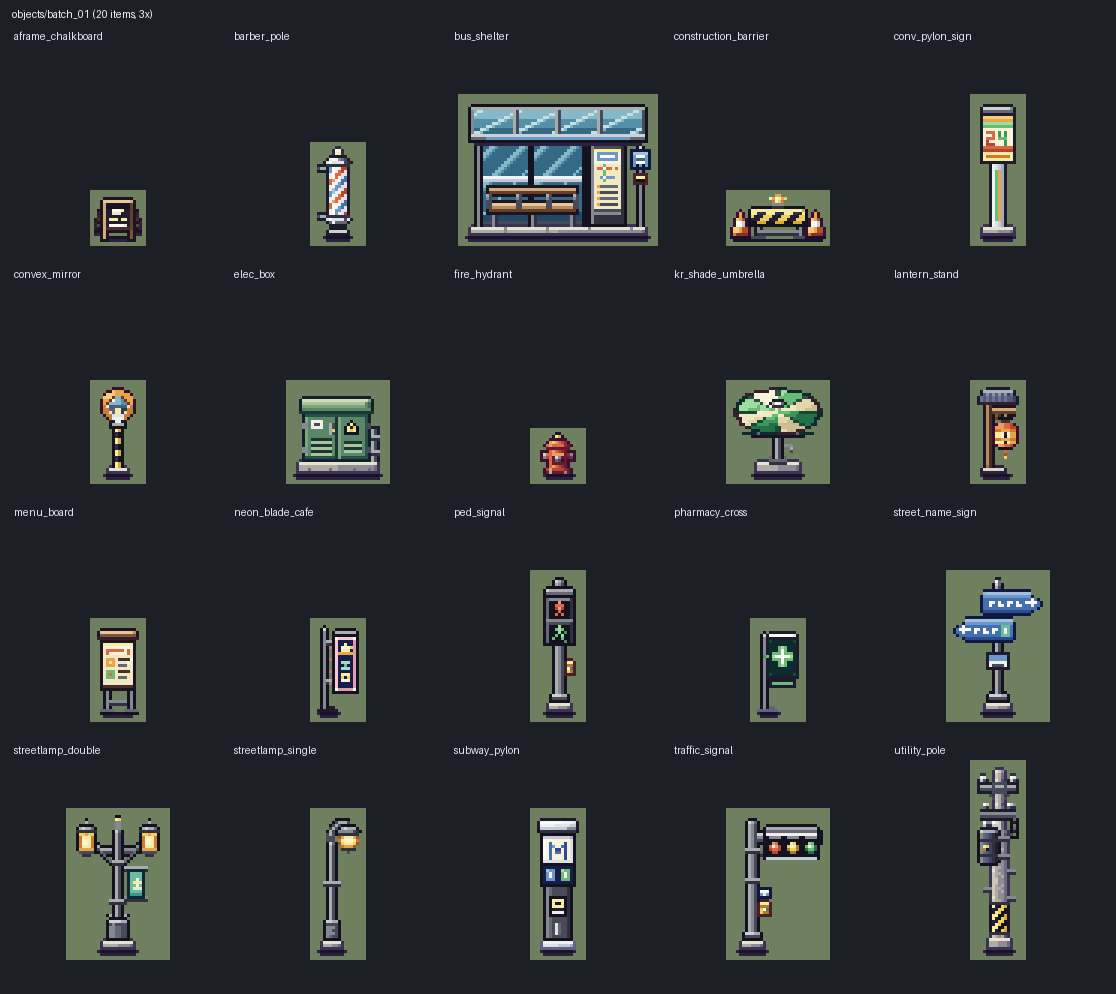 objects/batch_01 (20 items, 3x)
aframe_chalkboard
barber_pole
bus_shelter
construction_barrier
conv_pylon_sign
24
convex_mirror
elec_box
fire_hydrant
kr_shade_umbrella
lantern_stand
menu_board
neon_blade_cafe
ped_signal
pharmacy_cross
street_name_sign
streetlamp_double
streetlamp_single
subway_pylon
traffic_signal
utility_pole
M